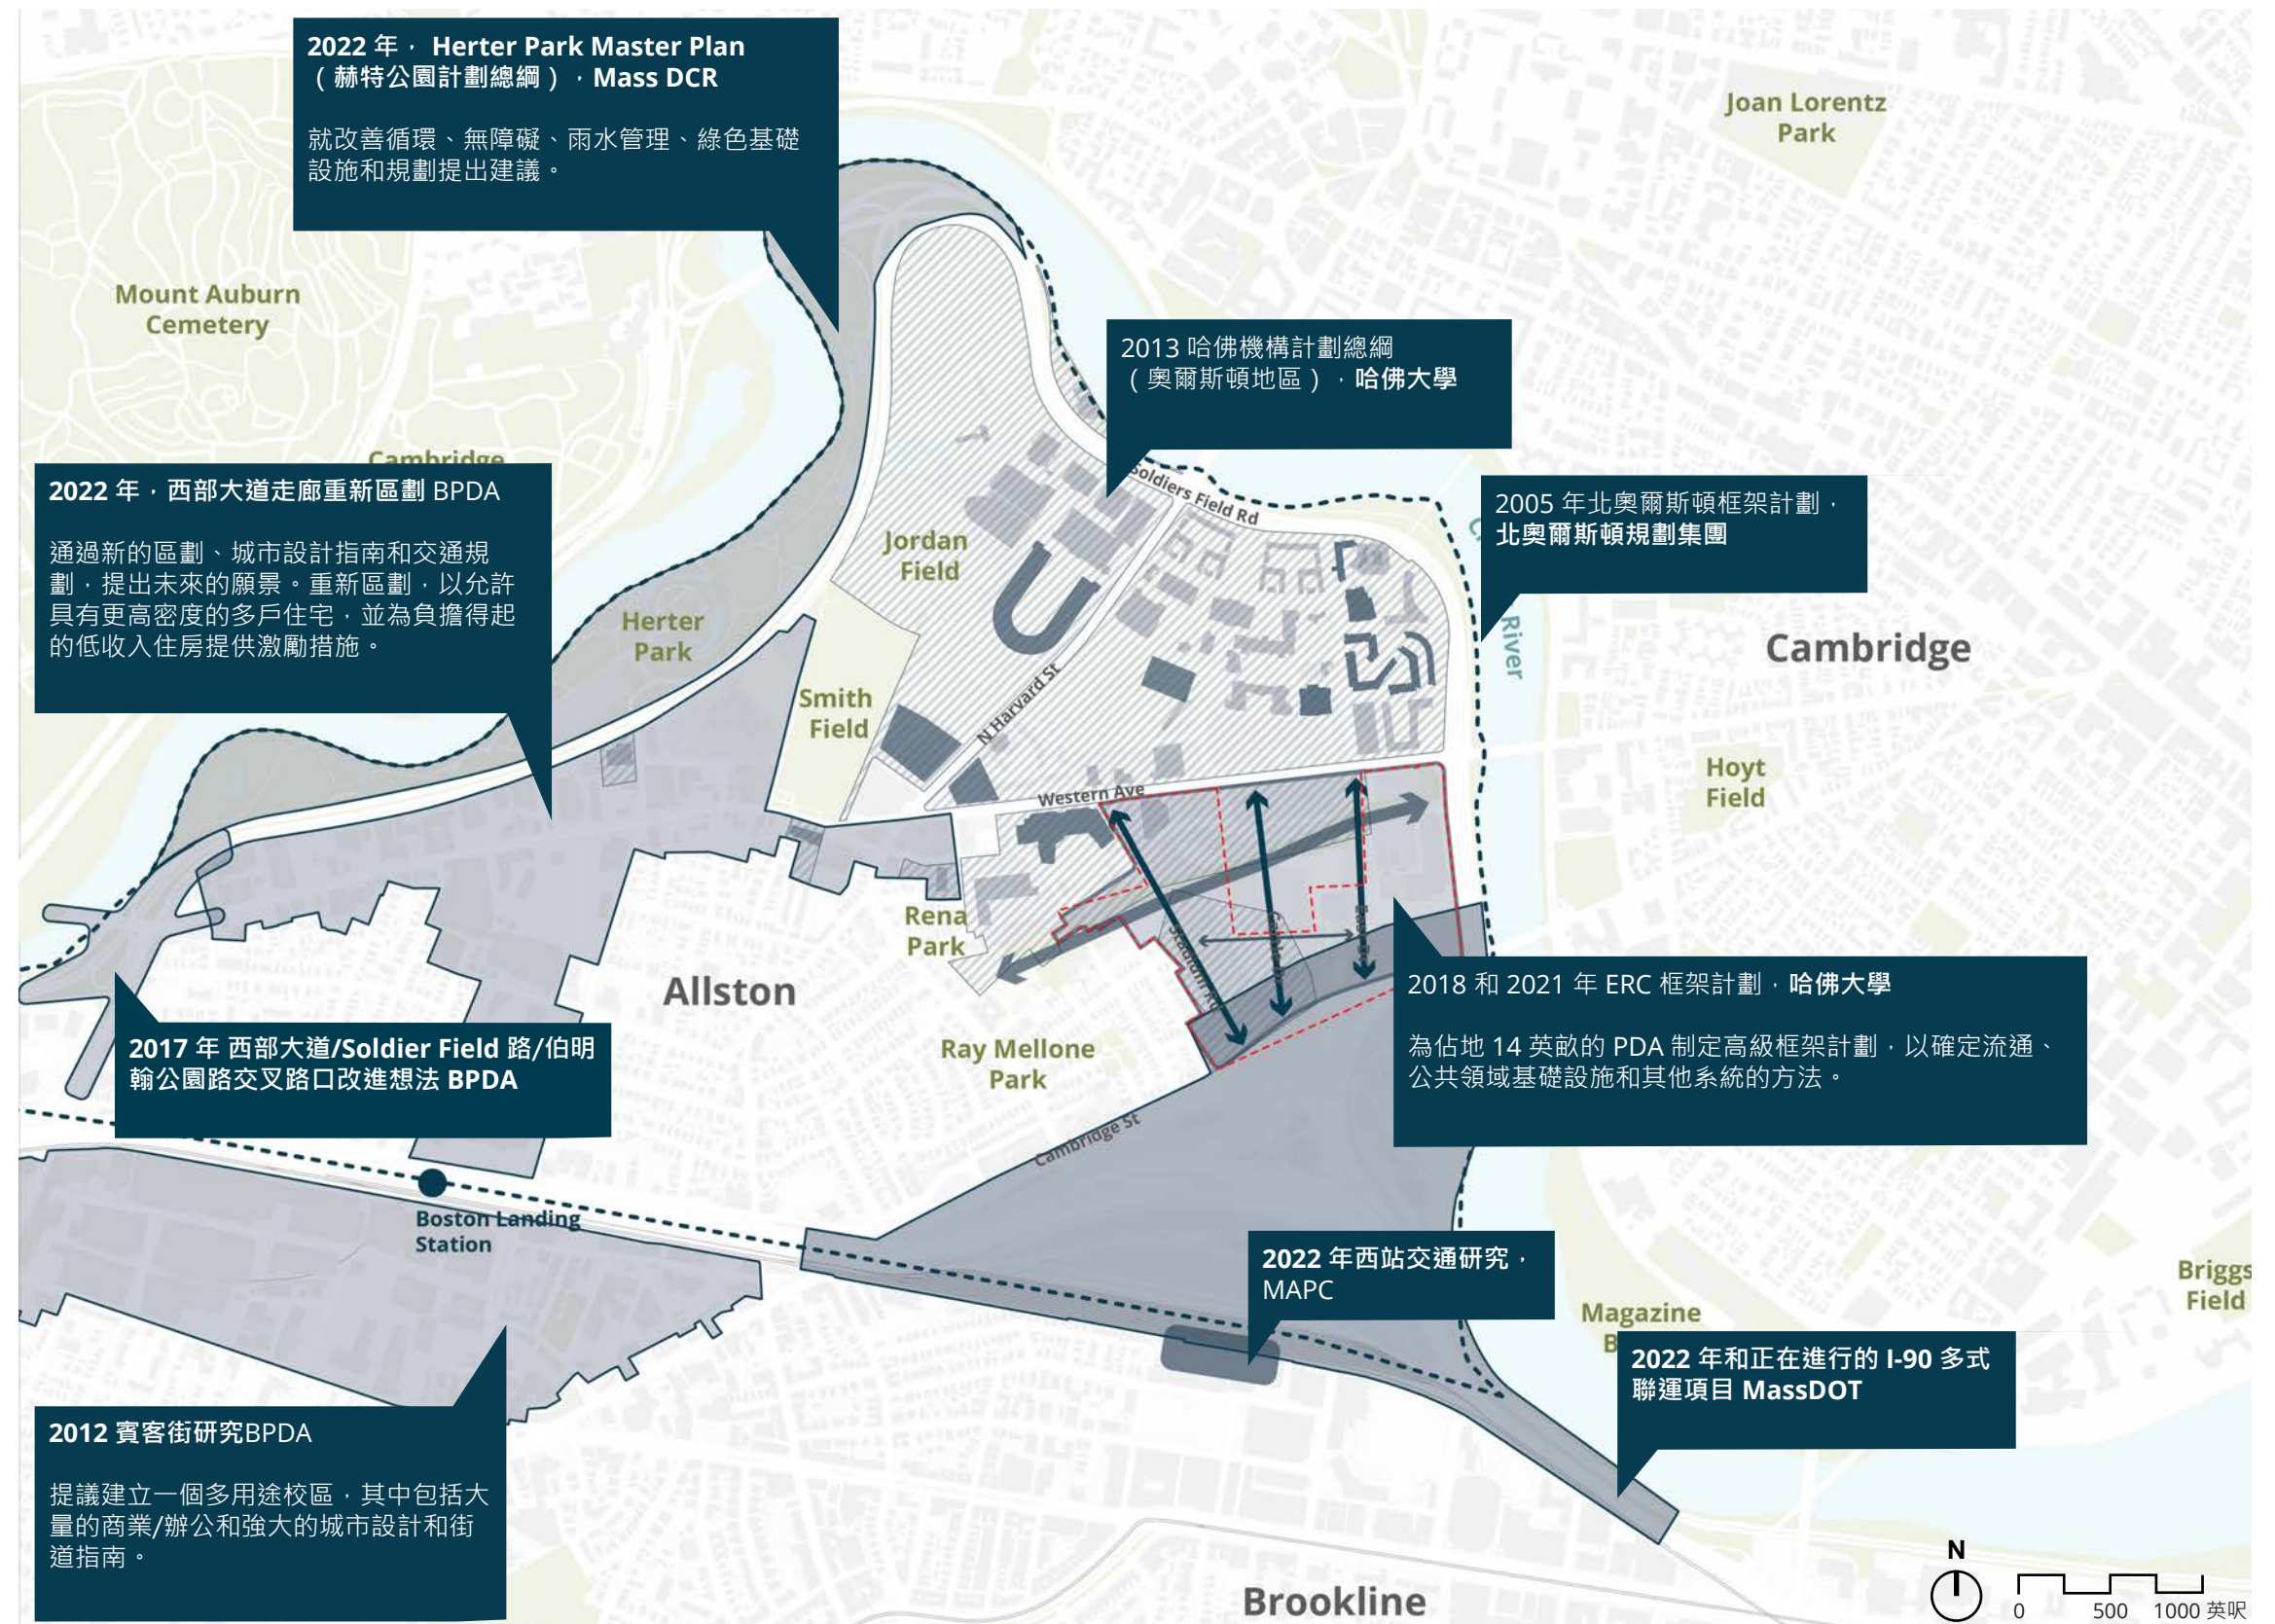 2022 年， Herter Park Master Plan
（赫特公園計劃總綱），Mass DCR
就改善循環、無障礙、雨水管理、綠色基礎
設施和規劃提出建議。
Joan Lorentz
Park
Mount Auburn
Cemetery
2013 哈佛機構計劃總綱
（奧爾斯頓地區），哈佛大學
Cambridge
2022 年，西部大道走廊重新區劃 BPDA
通過新的區劃、城市設計指南和交通規
劃，提出未來的願景。重新區劃，以允許
具有更高密度的多戶住宅，並為負擔得起
的低收入住房提供激勵措施。
Soldiers Field Rd
2005 年北奧爾斯頓框架計劃，
北奧爾斯頓規劃集團
Jordan
Field
Herter
Park
River
Cambridge
Smith
Field
N Harvard St
Hoyt
Field
Western Ave
Rena
Park
Stadium Rd
Allston
2018 和 2021 年 ERC 框架計劃，哈佛大學
為佔地 14 英畝的 PDA 制定高級框架計劃，以確定流通、
公共領域基礎設施和其他系統的方法。
2017 年 西部大道/Soldier Field 路/伯明
翰公園路交叉路口改進想法 BPDA
Ray Mellone
Park
Cambridge St
Boston Landing
Station
2022 年西站交通研究，
MAPC
Briggs
Field
Magazine
2022 年和正在進行的 I-90 多式
聯運項目 MassDOT
2012 賓客街研究BPDA
提議建立一個多用途校區，其中包括大
量的商業/辦公和強大的城市設計和街
道指南。
Brookline
N
0 500 1000 英呎